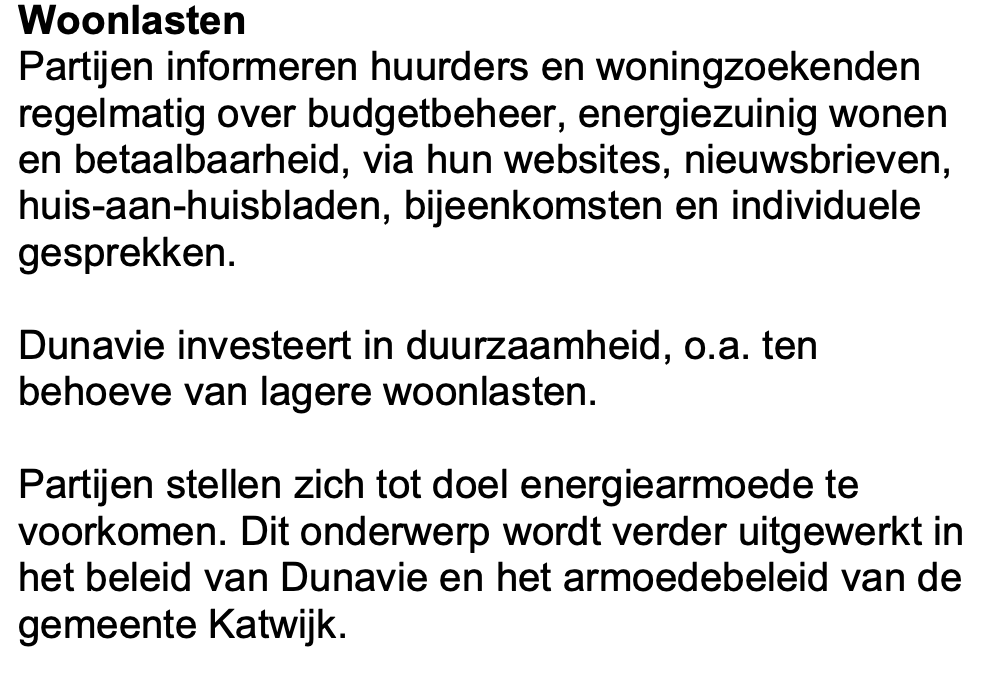 Woonlasten
Partijen informeren huurders en woningzoekenden
regelmatig over budgetbeheer, energiezuinig wonen
en betaalbaarheid, via hun websites, nieuwsbrieven,
huis-aan-huisbladen, bijeenkomsten en individuele
gesprekken.
Dunavie investeert in duurzaamheid, o.a. ten
behoeve van lagere woonlasten.
Partijen stellen zich tot doel energiearmoede te
voorkomen. Dit onderwerp wordt verder uitgewerkt in
het beleid van Dunavie en het armoedebeleid van de
gemeente Katwijk.